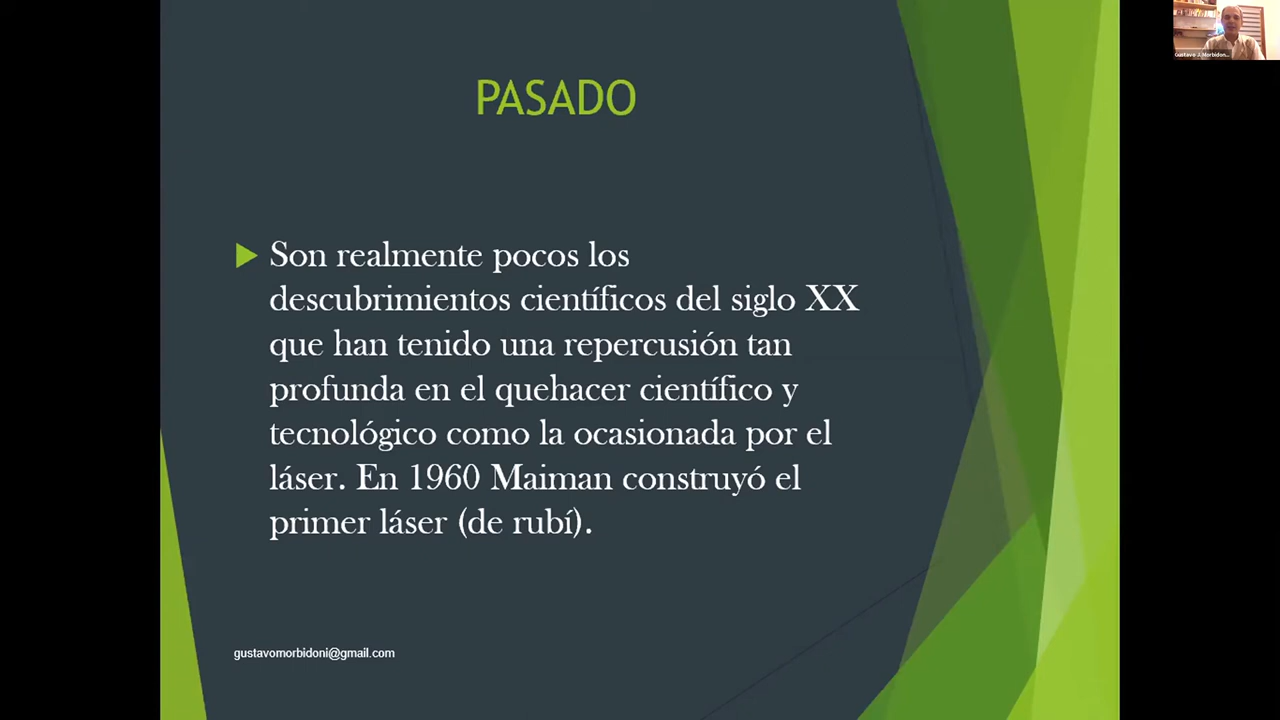 PASADO
Son realmente pocos los
descubrimientos científicos del siglo XX
que han tenido una repercusión tan
profunda en el quehacer científico y
tecnológico como la ocasionada por el
láser. En 1960 Maiman construyó el
primer láser (de rubí).
gustavomorbidoni@gmail.com
Gustavo J. Morbidon...